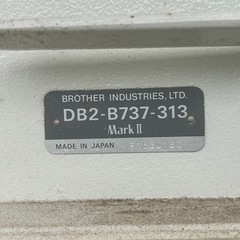 BROTHER INDUSTRIES, LTD.
DB2-B737-313
Mark II
MADE IN JAPAN